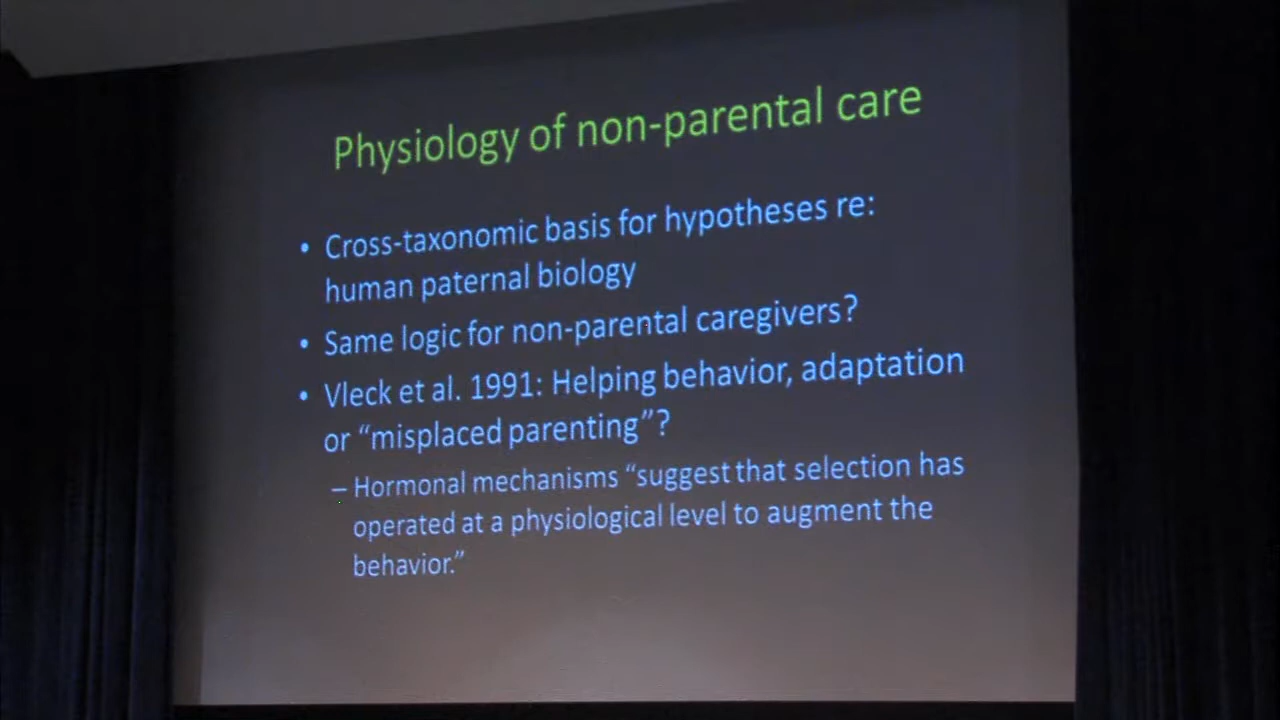 Physiology of non-parental care
• Cross-taxonomic basis for hypotheses re:
human paternal biology
• Same logic for non-parental caregivers?
• Vleck et al. 1991: Helping behavior, adaptation
or “misplaced parenting”?
– Hormonal mechanisms “suggest that selection has
operated at a physiological level to augment the
behavior.”